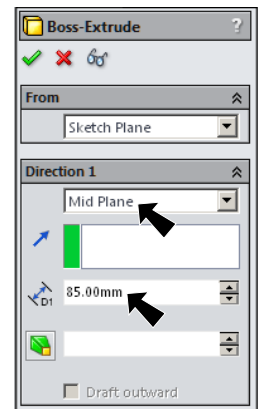 Boss-Extrude ?
From
Sketch Plane
Direction 1
Mid Plane
D1 85.00mm
Draft outward